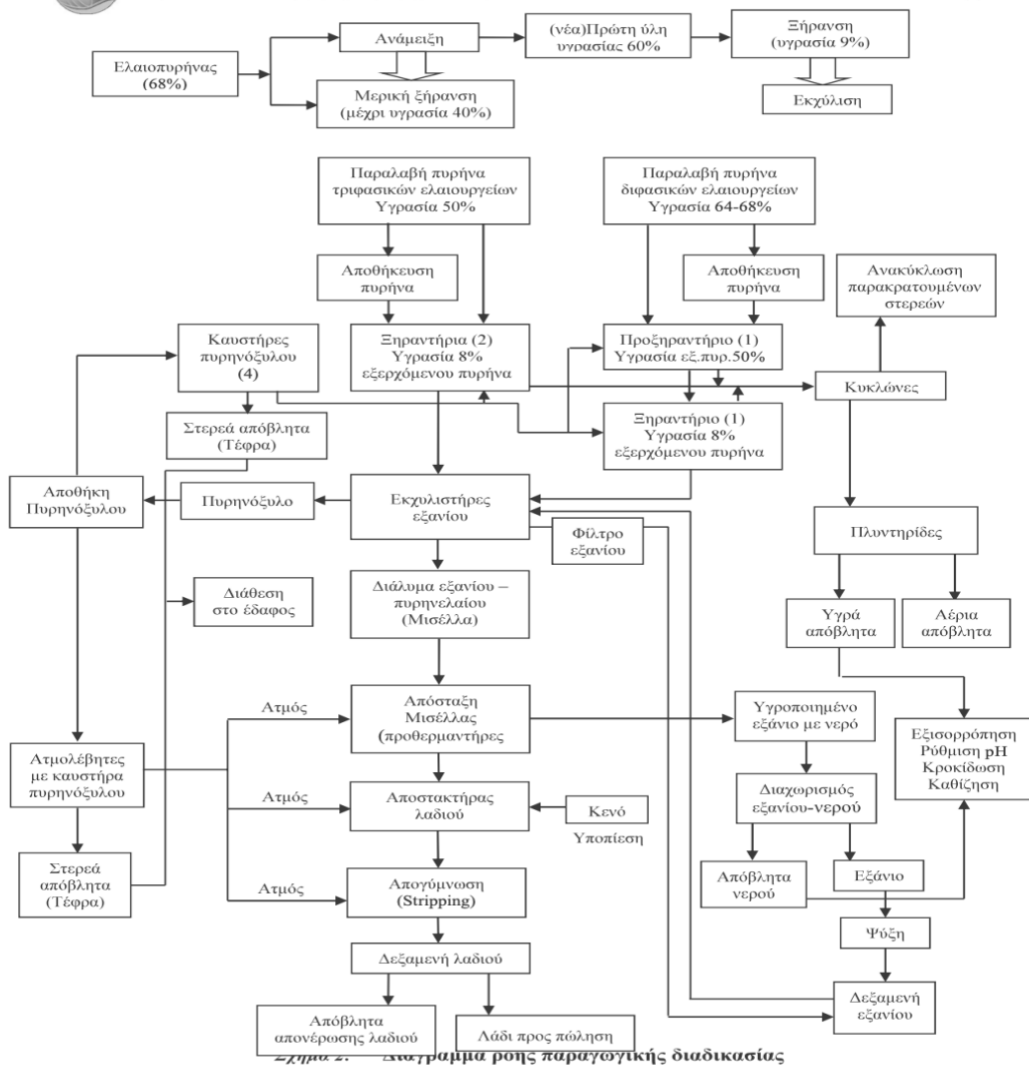 Ελαιοπυρήνας
(68%)
Ανάμειξη
(νέα)Πρώτη ύλη
υγρασίας 60%
Ξήρανση
(υγρασία 9%)
Μερική ξήρανση
(μέχρι υγρασία 40%)
Εκχύλιση
Παραλαβή πυρήνα
τριφασικών ελαιουργείων
Υγρασία 50%
Παραλαβή πυρήνα
διφασικών ελαιουργείων
Υγρασία 64-68%
Αποθήκευση
πυρήνα
Αποθήκευση
πυρήνα
Ανακύκλωση
παρακρατουμένων
στερεών
Καυστήρες
πυρηνόξυλου
(4)
Ξηραντήρια (2)
Υγρασία 8%
εξερχόμενου πυρήνα
Προξηραντήριο (1)
Υγρασία εξ.πυρ.50%
Κυκλώνες
Στερεά απόβλητα
(Τέφρα)
Ξηραντήριο (1)
Υγρασία 8%
εξερχόμενου πυρήνα
Αποθήκη
Πυρηνόξυλου
Πυρηνόξυλο
Εκχυλιστήρες
εξανίου
Φίλτρο
εξανίου
Πλυντηρίδες
Διάθεση
στο έδαφος
Διάλυμα εξανίου –
πυρηνελαίου
(Μισέλλα)
Υγρά
απόβλητα
Αέρια
απόβλητα
Ατμός
Απόσταξη
Μισέλλας
(προθερμαντήρες
Υγροποιημένο
εξάνιο με νερό
Εξισορρόπηση
Ρύθμιση pH
Κροκίδωση
Καθίζηση
Ατμολέβητες
με καυστήρα
πυρηνόξυλου
Ατμός
Αποστακτήρας
λαδιού
Κενό
Υποπίεση
Διαχωρισμός
εξανίου-νερού
Στερεά
απόβλητα
(Τέφρα)
Ατμός
Απογύμνωση
(Stripping)
Απόβλητα
νερού
Εξάνιο
Ψύξη
Δεξαμενή λαδιού
Δεξαμενή
εξανίου
Απόβλητα
απονέρωσης λαδιού
Λάδι προς πώληση
Σχήμα 2. Διάγραμμα ροής παραγωγικής διαδικασίας